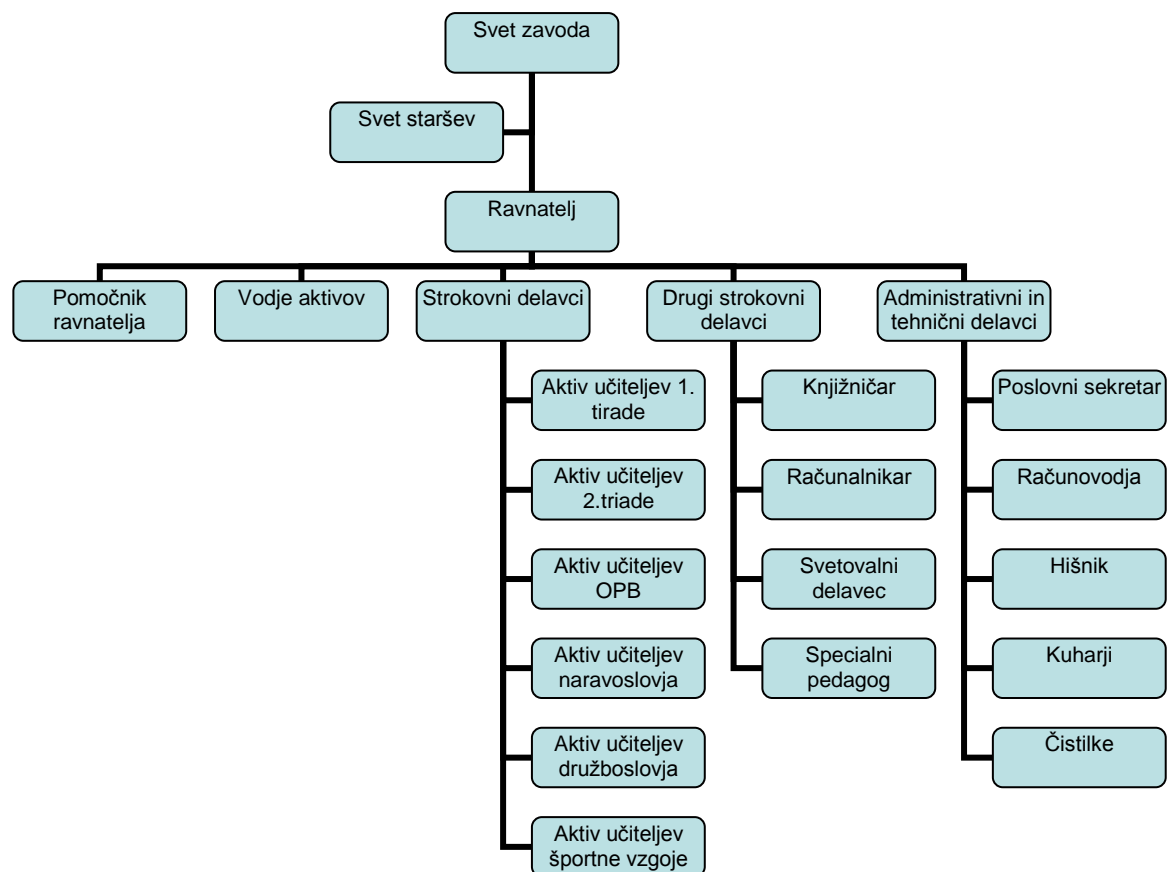 Svet zavoda
Svet staršev
Ravnatelj
Pomočnik
ravnatelja
Vodje aktivov
Strokovni delavci
Drugi strokovni
delavci
Administrativni in
tehnični delavci
Aktiv učiteljev 1.
tirade
Aktiv učiteljev
2.triade
Aktiv učiteljev
OPB
Aktiv učiteljev
naravoslovja
Aktiv učiteljev
družboslovja
Aktiv učiteljev
športne vzgoje
Knjižničar
Računalnikar
Svetovalni
delavec
Specialni
pedagog
Poslovni sekretar
Računovodja
Hišnik
Kuharji
Čistilke